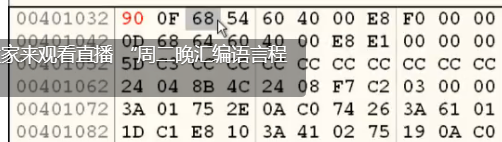 00401032 90 0F 68 54 60 40 00 E8 F0 00 00 00
00401042 0D 68 64 60 40 00 E8 E1 00 00 00
家来观看直播 “周二晚汇编语言程
5D C3 CC CC CC CC CC CC CC CC CC
00401062 24 04 8B 4C 24 08 F7 C2 03 00 00
00401072 3A 01 75 2E 0A C0 74 26 3A 61 01
00401082 1D C1 E8 10 3A 41 02 75 19 0A C0